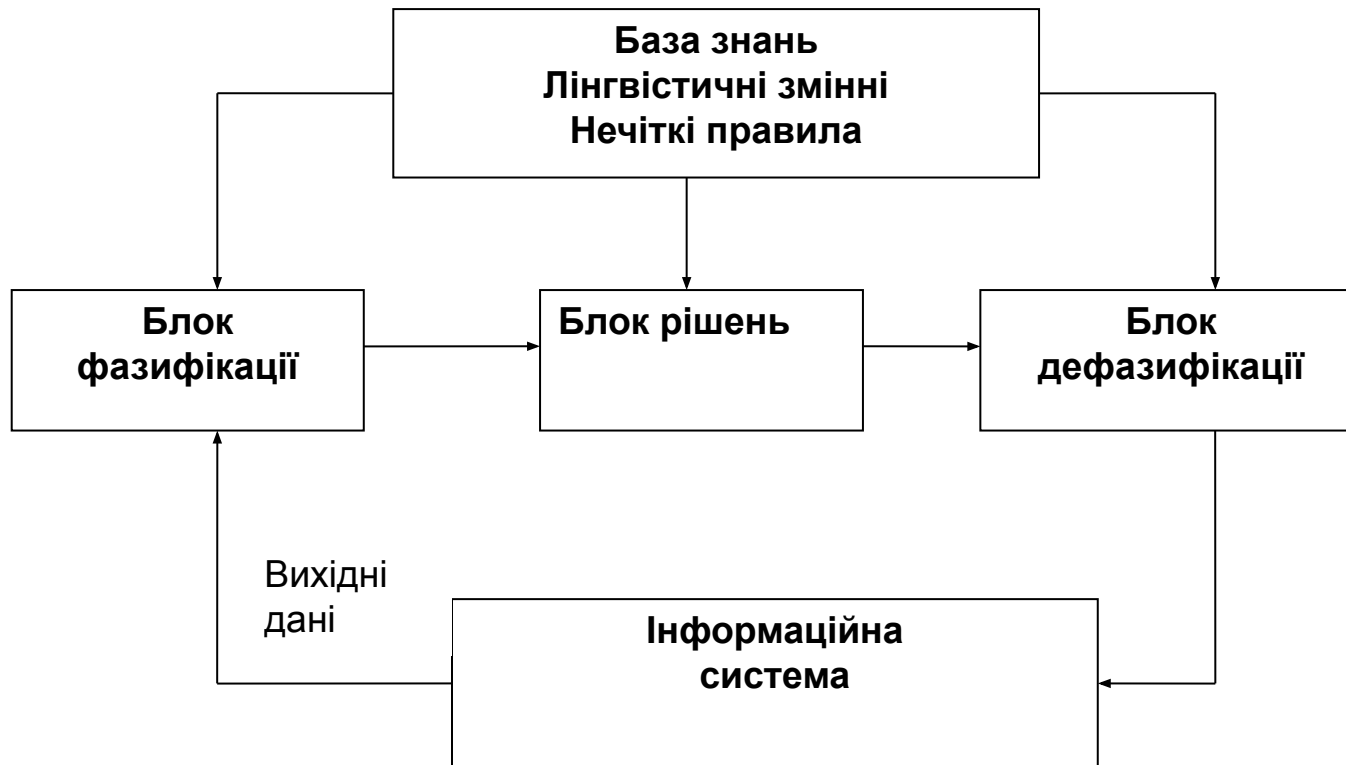 База знань
Лінгвістичні змінні
Нечіткі правила
Блок
фазифікації
Блок рішень
Блок
дефазифікації
Вихідні
дані
Інформаційна
система